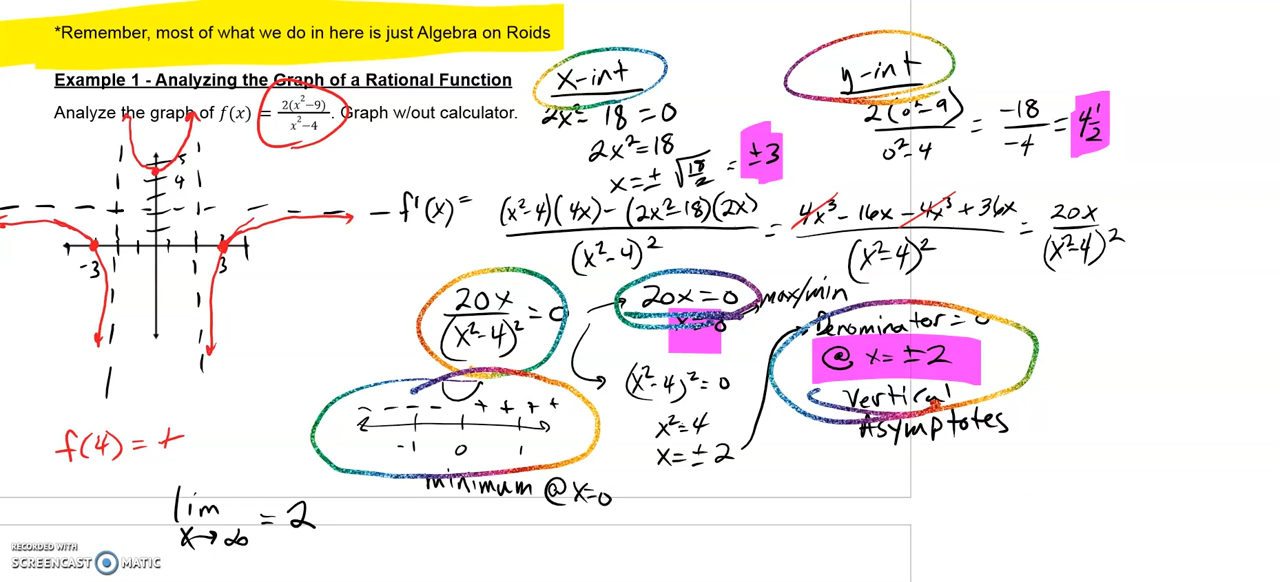 *Remember, most of what we do in here is just Algebra on Roids
Example 1 - Analyzing the Graph of a Rational Function
Analyze the graph of f(x) = 2(x²−9)/x²−4. Graph w/out calculator.
x-int
2x² − 18 = 0
2x² = 18
x = ± √18/2 = ±3
y-int
2(0²−9)/0²−4 = −18/−4 = 4 1/2
5
4
−3
3
f'(x) = (x²−4)(4x) − (2x²−18)(2x)/(x²−4)² = 4x³ − 16x − 4x³ + 36x/(x²−4)² = 20x/(x²−4)²
20x/(x²−4)² = 0
20x = 0
x = 0
max/min
(x²−4)² = 0
x² = 4
x = ± 2
Denominator = 0
@ x = ± 2
Vertical
Asymptotes
− − − − + + + +
−1 0 1
minimum @ x=0
f(4) = +
lim x→∞ = 2
RECORDED WITH
SCREENCAST MATIC